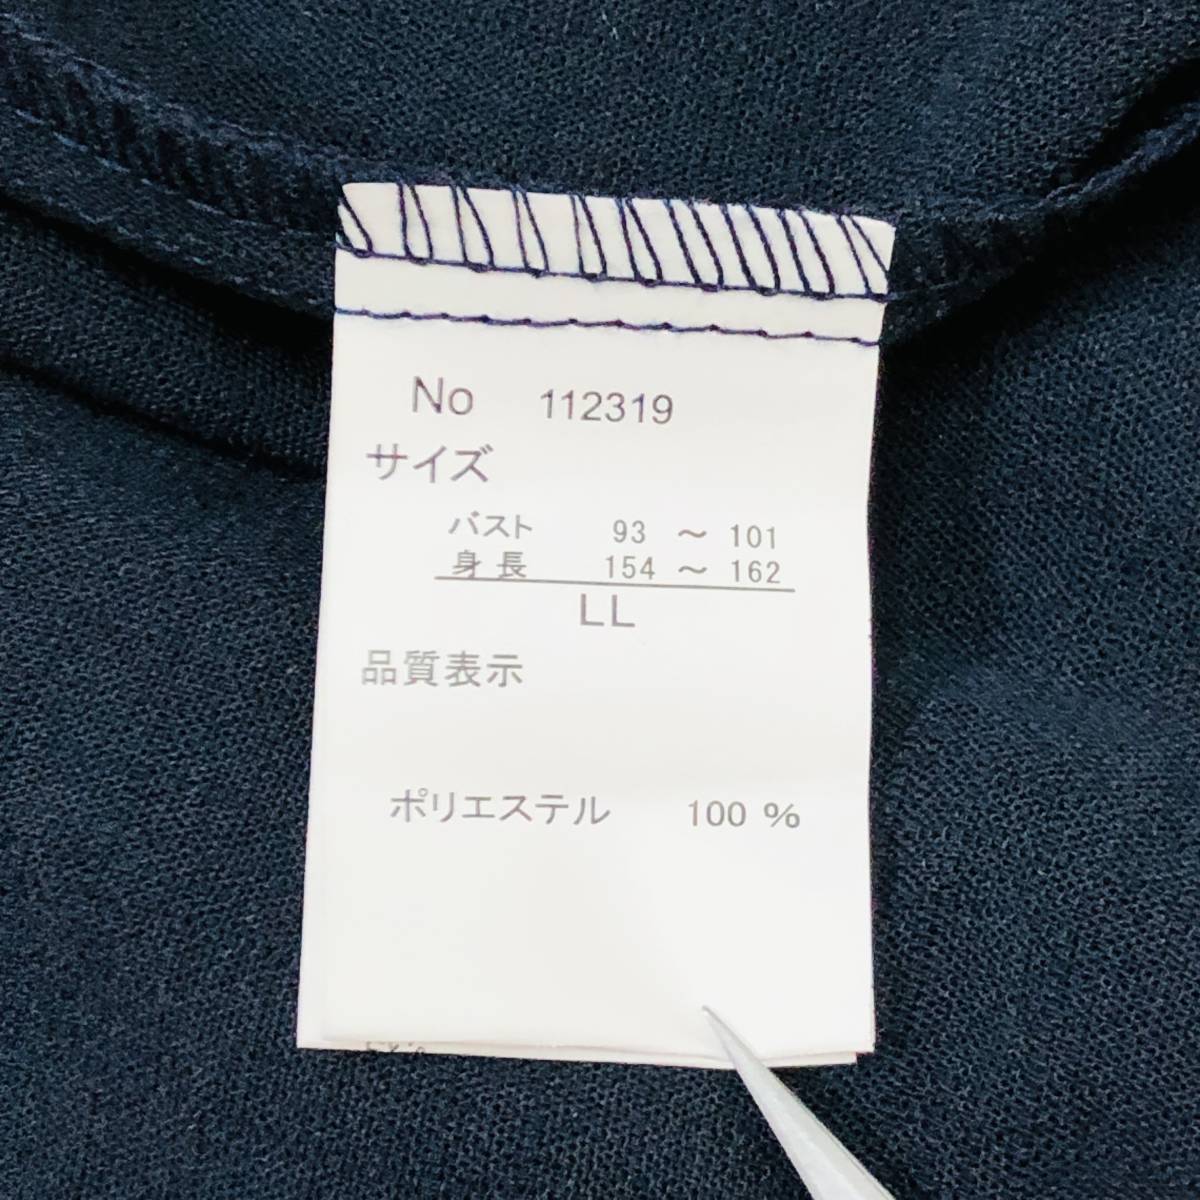 No 112319
サイズ
バスト 93 ～ 101
身長 154 ～ 162
LL
品質表示
ポリエステル 100 %